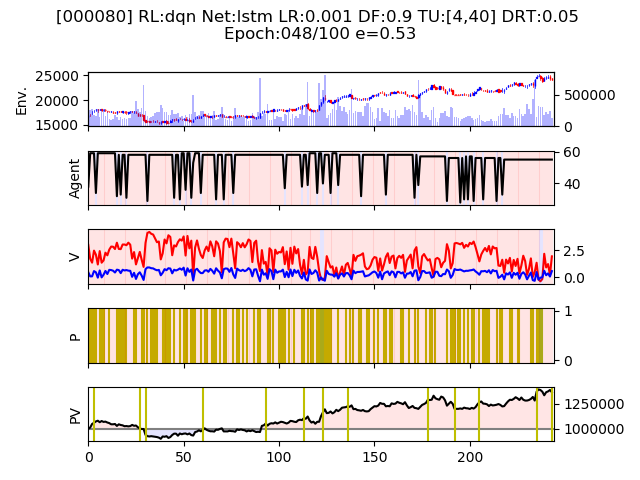 [000080] RL:dqn Net:lstm LR:0.001 DF:0.9 TU:[4,40] DRT:0.05
Epoch:048/100 e=0.53
Env.
25000
20000
15000
500000
0
Agent
60
40
V
2.5
0.0
P
1
0
PV
1250000
1000000
0 50 100 150 200